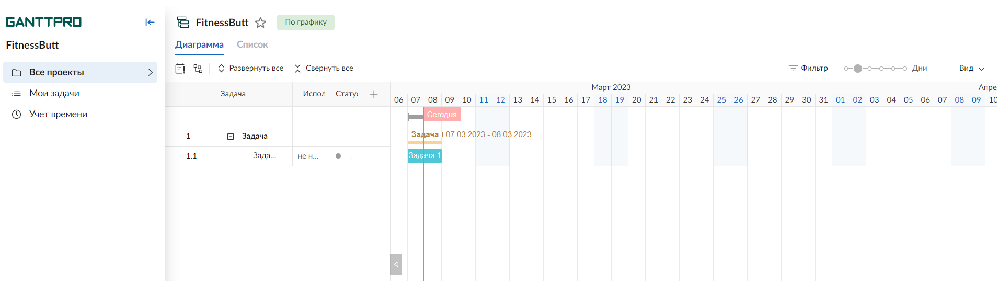 GANTTPRO
FitnessButt
Все проекты
Мои задачи
Учет времени
FitnessButt По графику
Диаграмма Список
Развернуть все Свернуть все Фильтр Дни Вид
Задача Испол Статус Март 2023 Апре.
06 07 08 09 10 11 12 13 14 15 16 17 18 19 20 21 22 23 24 25 26 27 28 29 30 31 01 02 03 04 05 06 07 08 09 10
Сегодня
1 Задача Задача 07.03.2023 - 08.03.2023
1.1 Зада... не н... . Задача 1